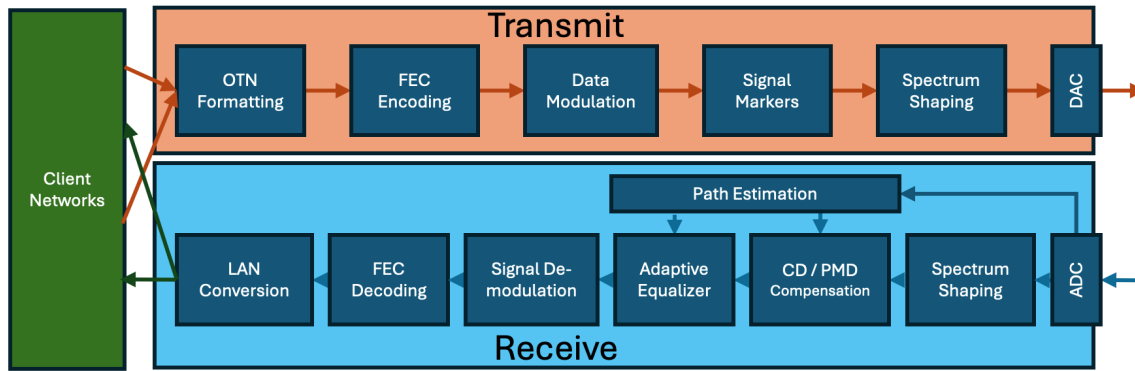 Transmit
Client
Networks
OTN
Formatting
FEC
Encoding
Data
Modulation
Signal
Markers
Spectrum
Shaping
DAC
Path Estimation
LAN
Conversion
FEC
Decoding
Signal De-
modulation
Adaptive
Equalizer
CD / PMD
Compensation
Spectrum
Shaping
ADC
Receive